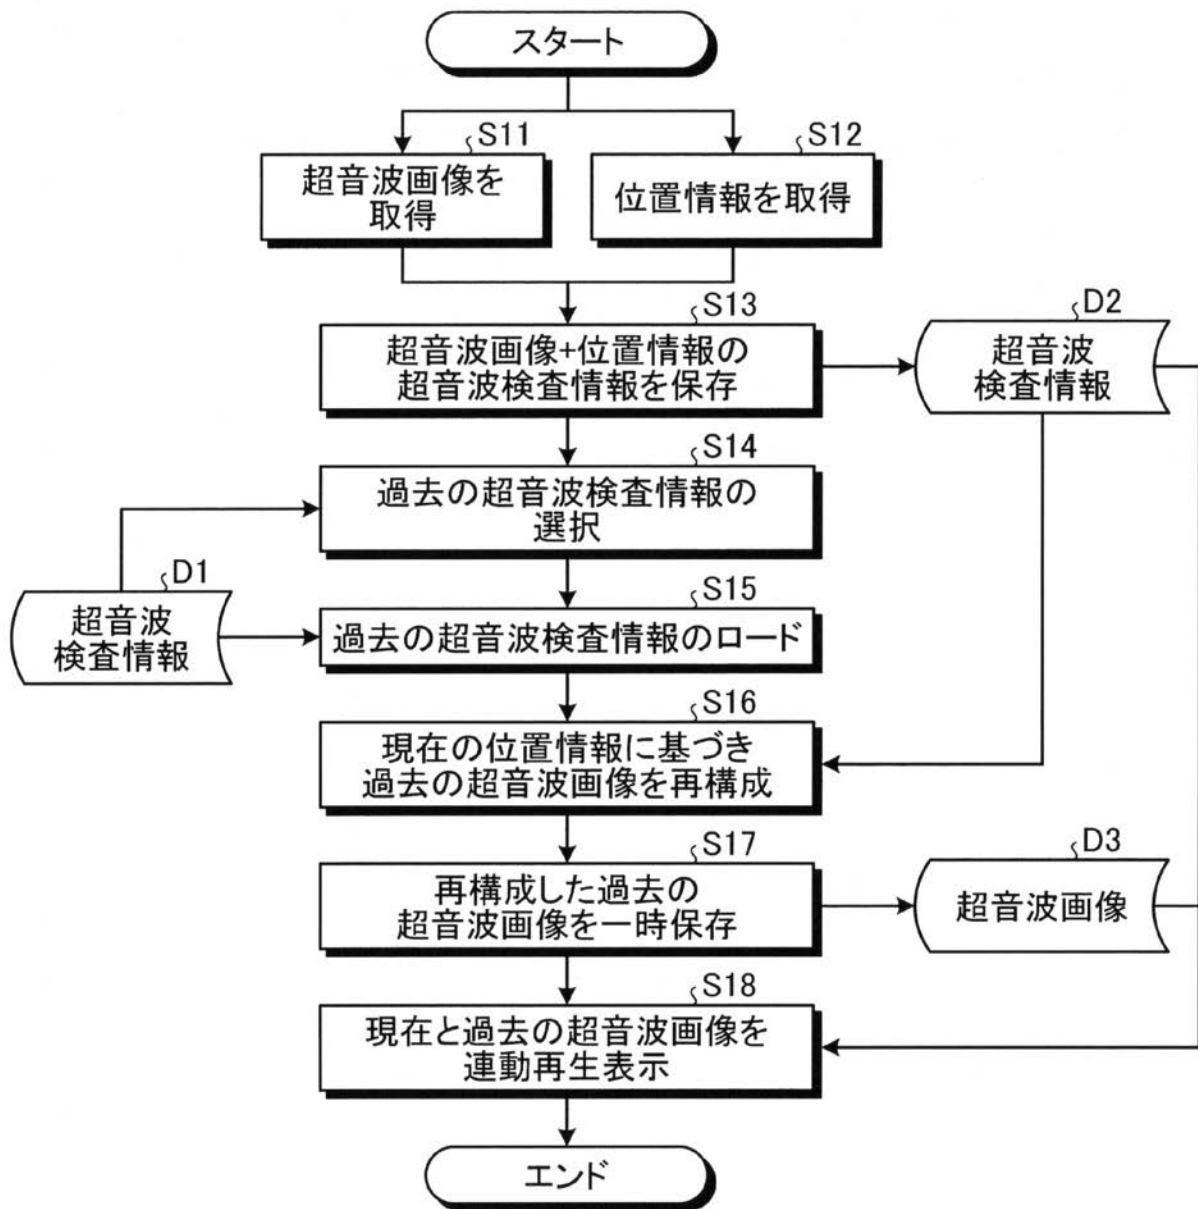 スタート
S11
超音波画像を
取得
S12
位置情報を取得
S13
超音波画像+位置情報の
超音波検査情報を保存
D2
超音波
検査情報
S14
過去の超音波検査情報の
選択
D1
超音波
検査情報
S15
過去の超音波検査情報のロード
S16
現在の位置情報に基づき
過去の超音波画像を再構成
S17
再構成した過去の
超音波画像を一時保存
D3
超音波画像
S18
現在と過去の超音波画像を
連動再生表示
エンド